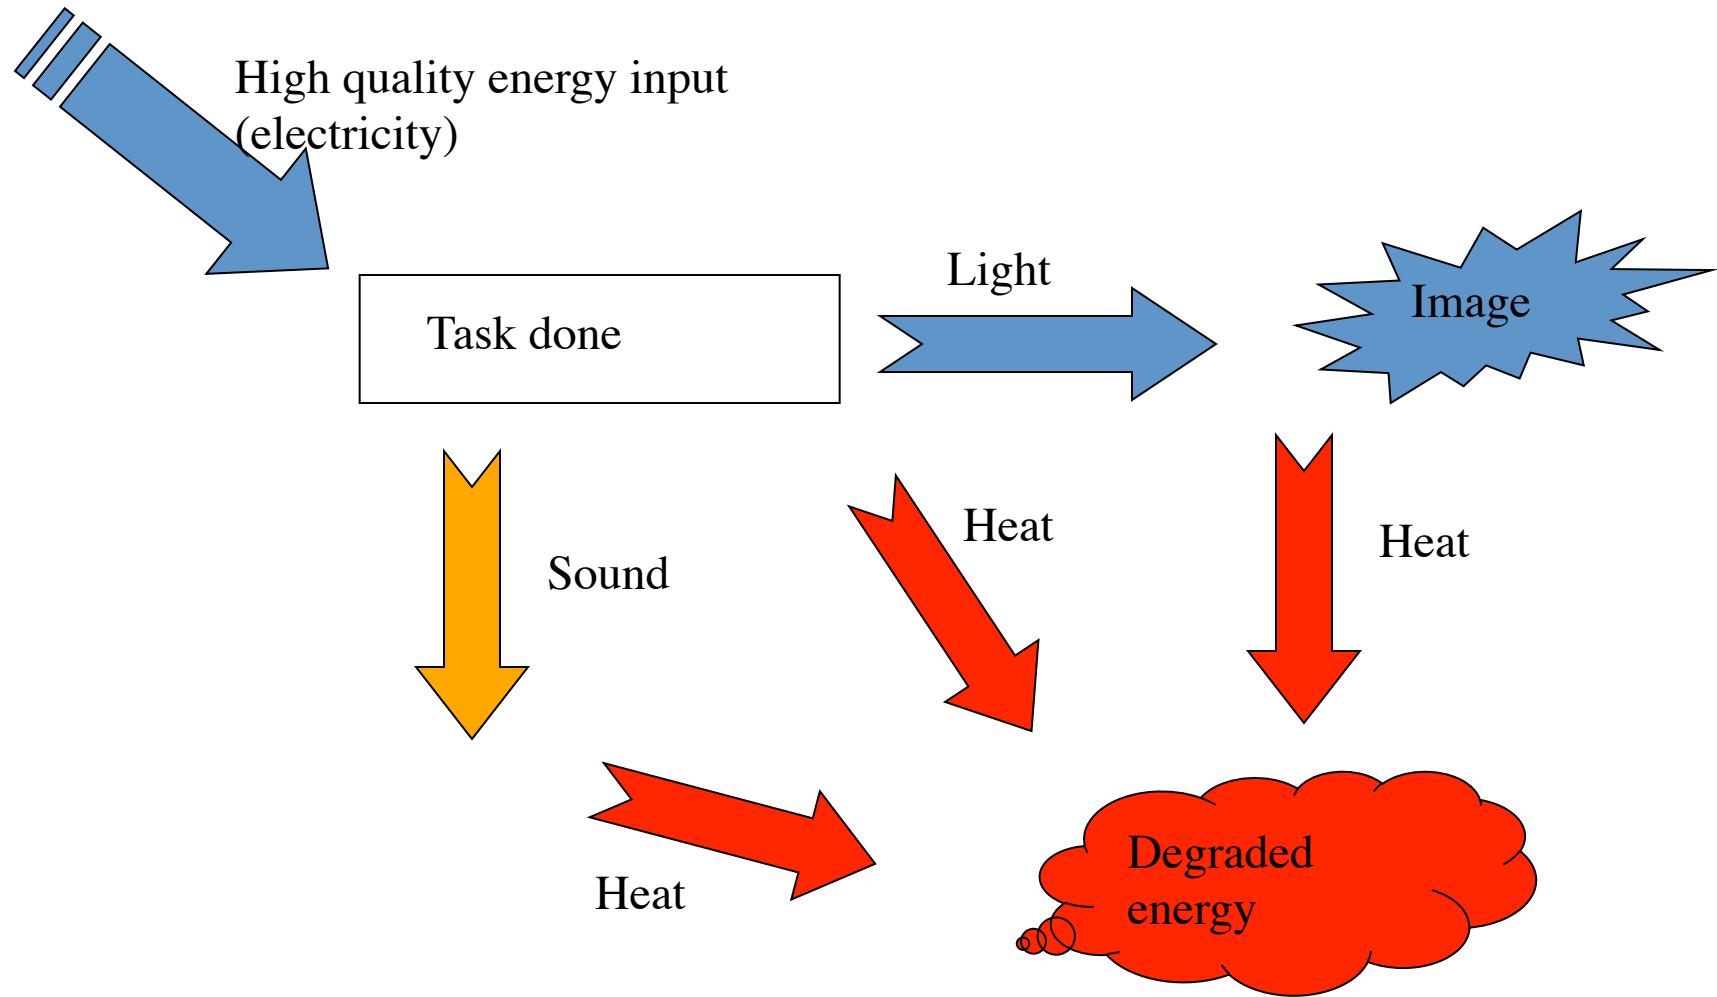 High quality energy input
(electricity)
Light
Image
Task done
Heat
Heat
Sound
Degraded
energy
Heat